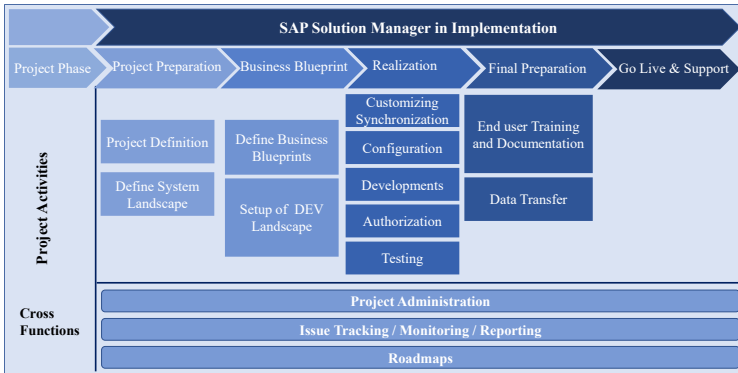 SAP Solution Manager in Implementation
Project Phase
Project Preparation
Business Blueprint
Realization
Final Preparation
Go Live & Support
Project Activities
Project Definition
Define System
Landscape
Define Business
Blueprints
Setup of DEV
Landscape
Customizing
Synchronization
Configuration
Developments
Authorization
Testing
End user Training
and Documentation
Data Transfer
Cross
Functions
Project Administration
Issue Tracking / Monitoring / Reporting
Roadmaps